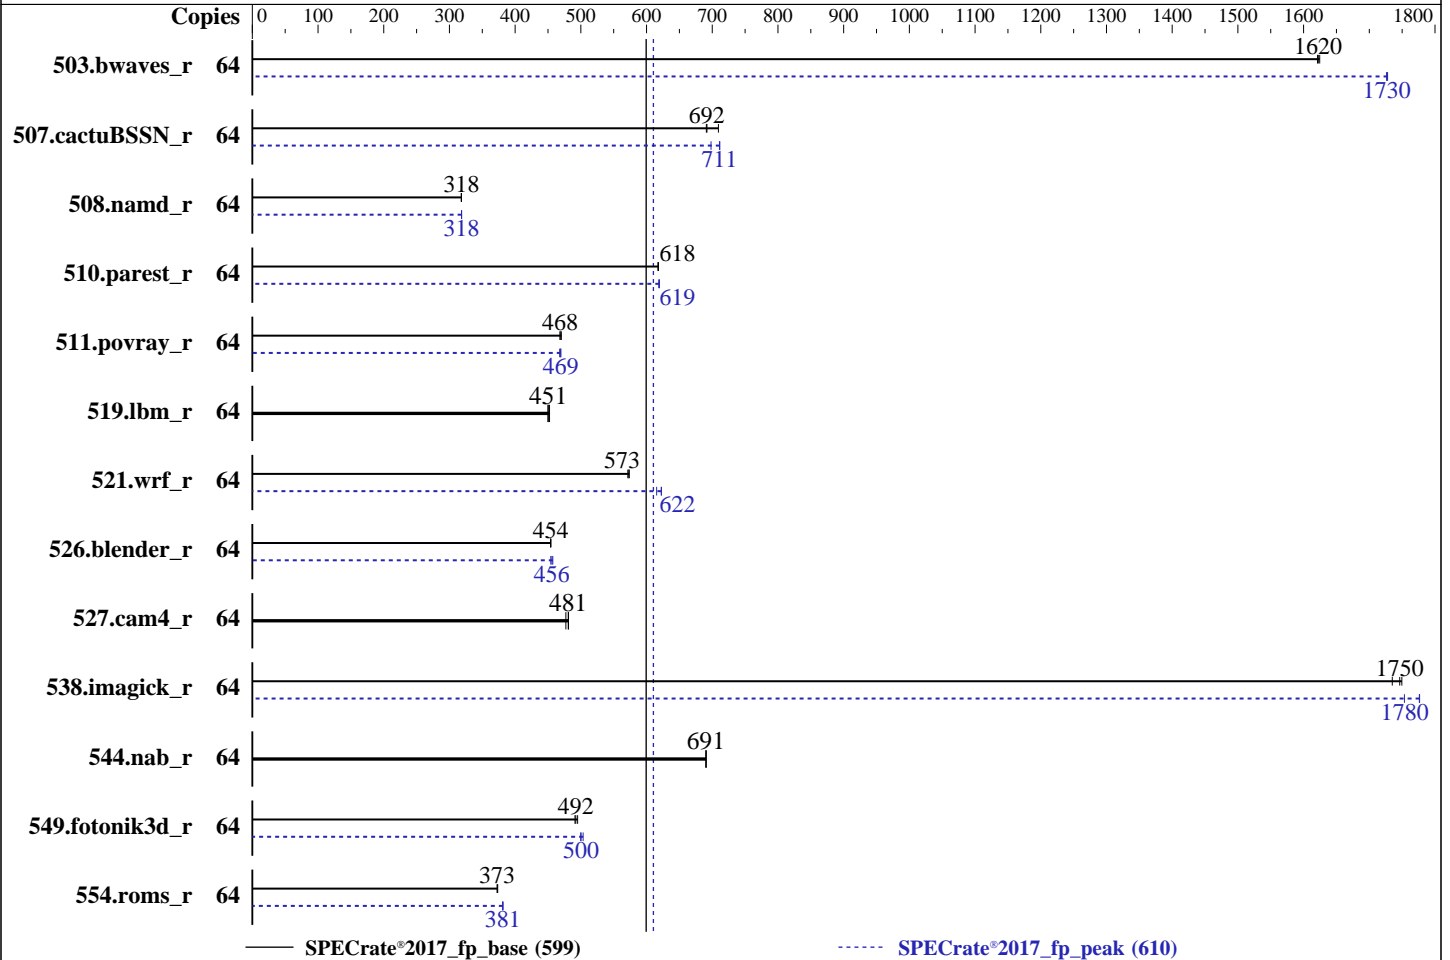 Copies 0 100 200 300 400 500 600 700 800 900 1000 1100 1200 1300 1400 1500 1600 1800
503.bwaves_r 64 1620
1730
507.cactuBSSN_r 64 692
711
508.namd_r 64 318
318
510.parest_r 64 618
619
511.povray_r 64 468
469
519.lbm_r 64 451
521.wrf_r 64 573
622
526.blender_r 64 454
456
527.cam4_r 64 481
538.imagick_r 64 1750
1780
544.nab_r 64 691
549.fotonik3d_r 64 492
500
554.roms_r 64 373
381
SPECrate®2017_fp_base (599) SPECrate®2017_fp_peak (610)